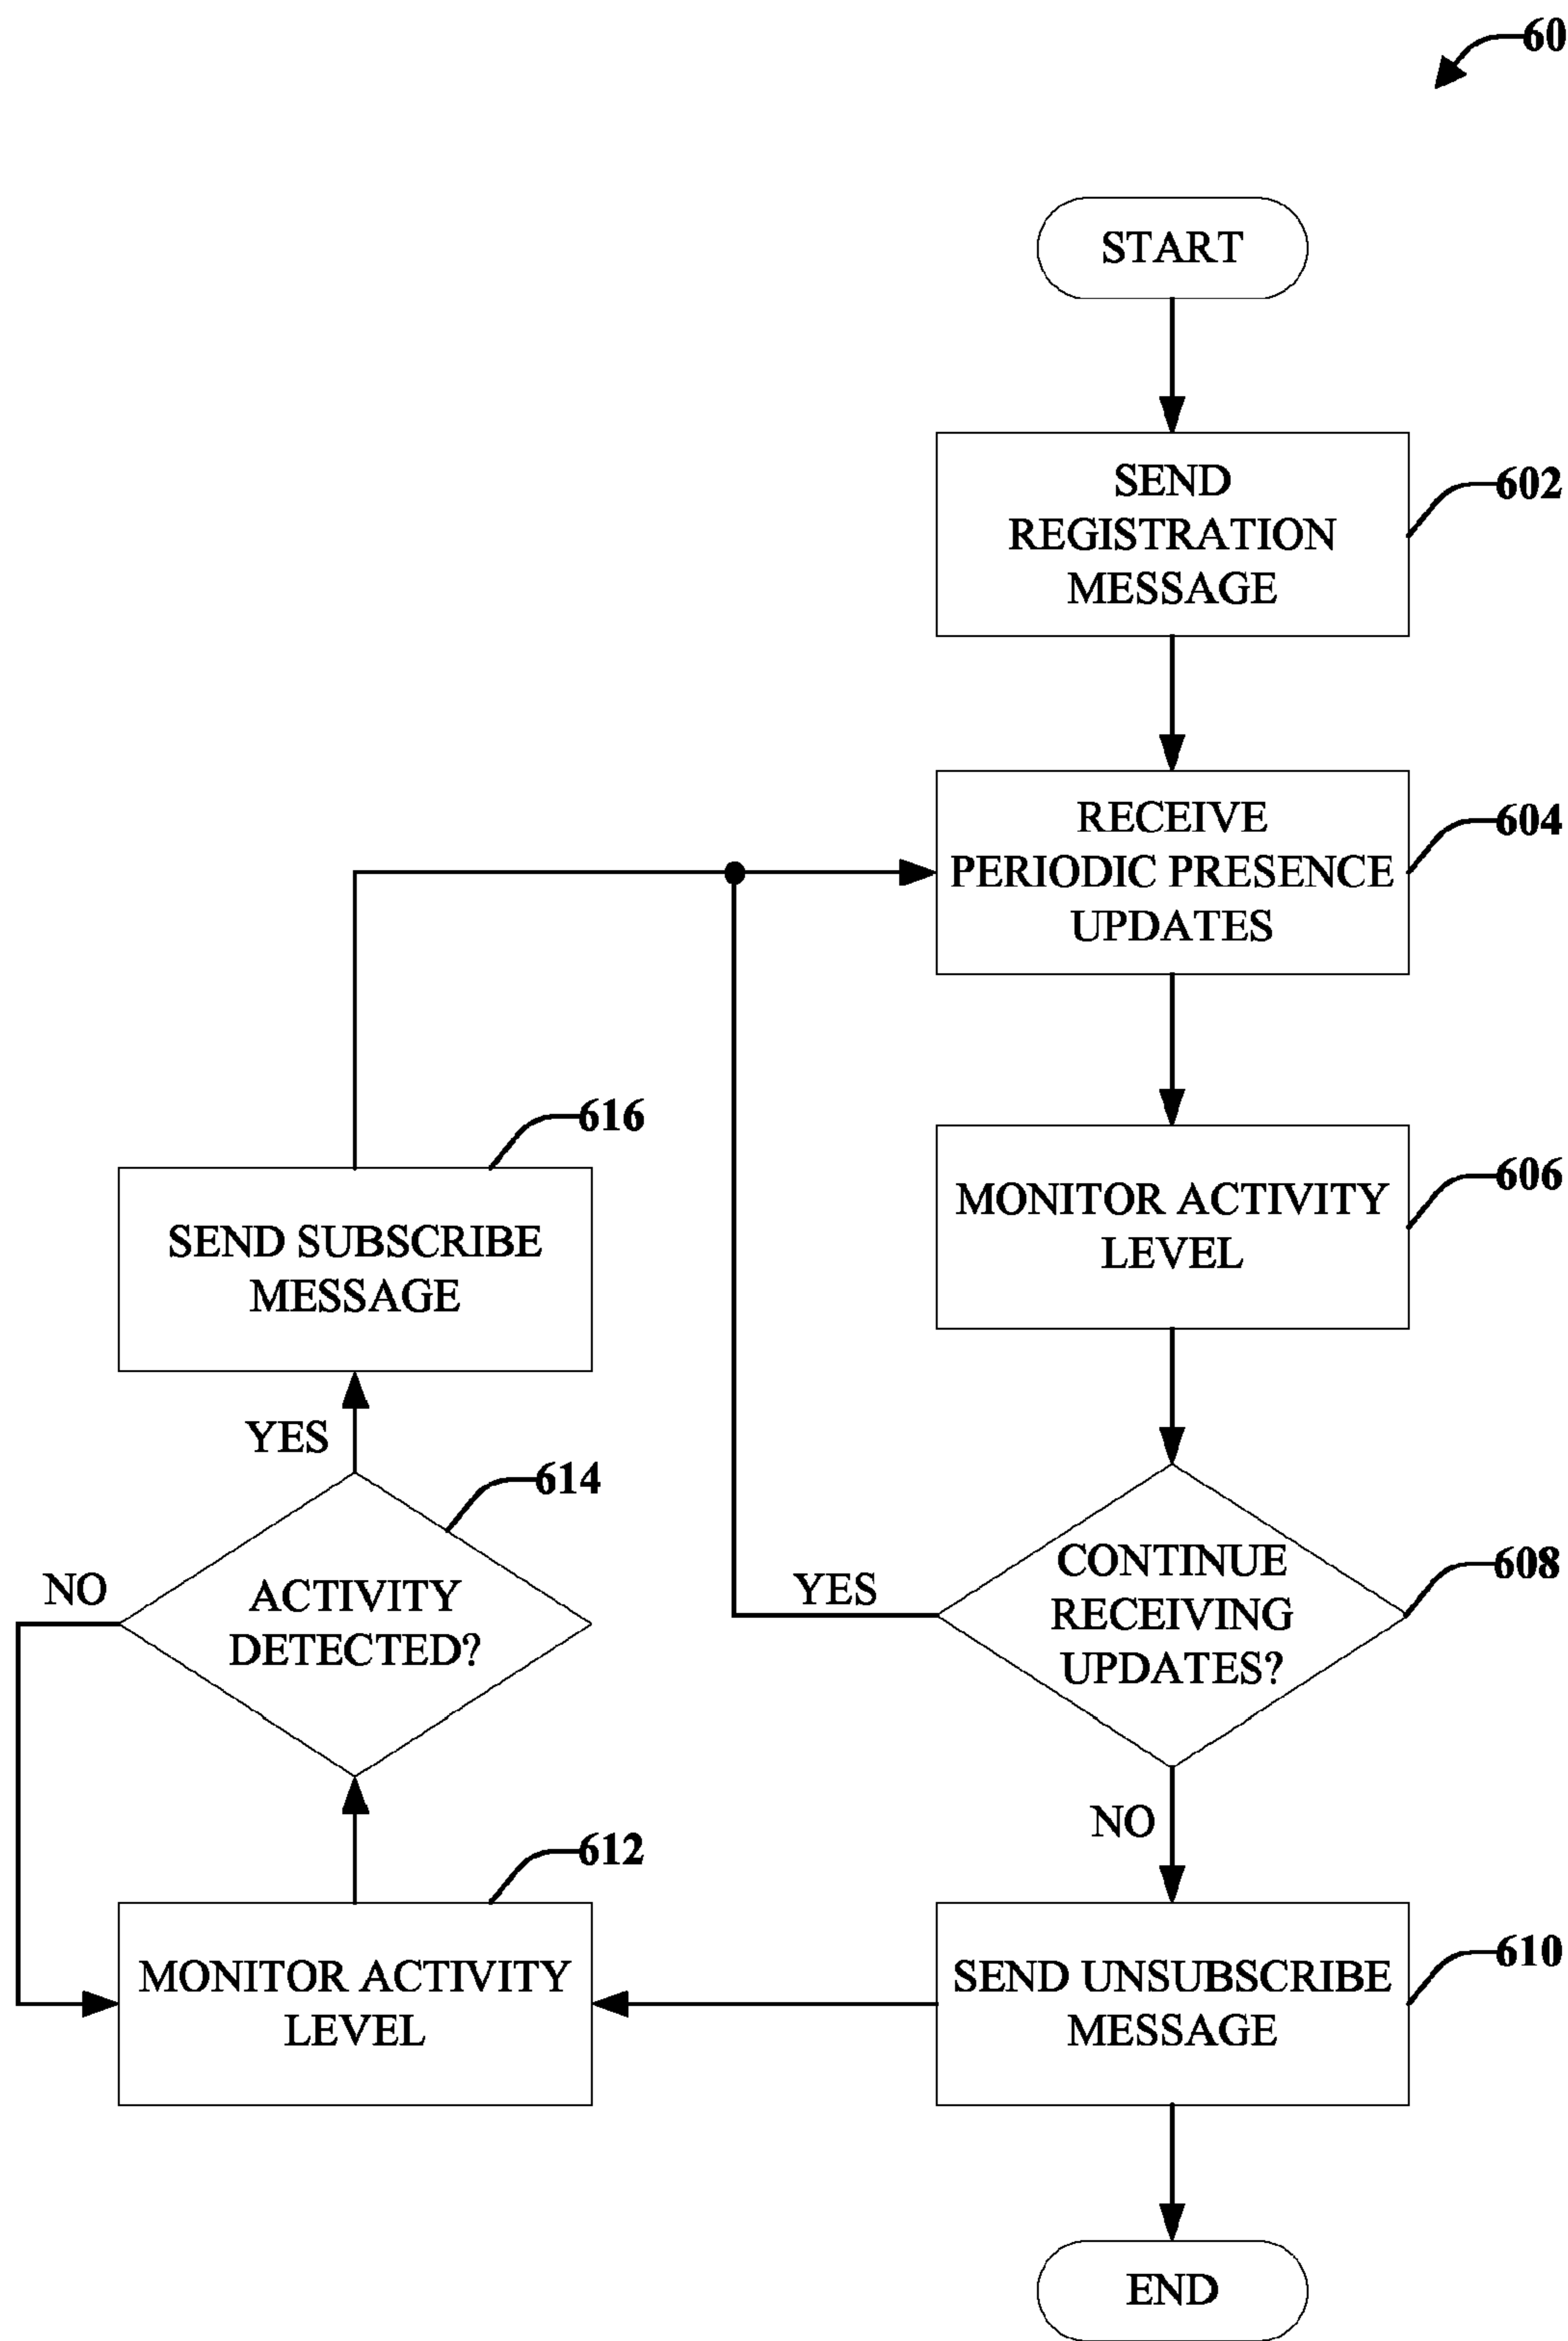 60
START
SEND
REGISTRATION
MESSAGE
602
RECEIVE
PERIODIC PRESENCE
UPDATES
604
MONITOR ACTIVITY
LEVEL
606
CONTINUE
RECEIVING
UPDATES?
608
YES
NO
SEND UNSUBSCRIBE
MESSAGE
610
MONITOR ACTIVITY
LEVEL
612
ACTIVITY
DETECTED?
614
NO
YES
SEND SUBSCRIBE
MESSAGE
616
END